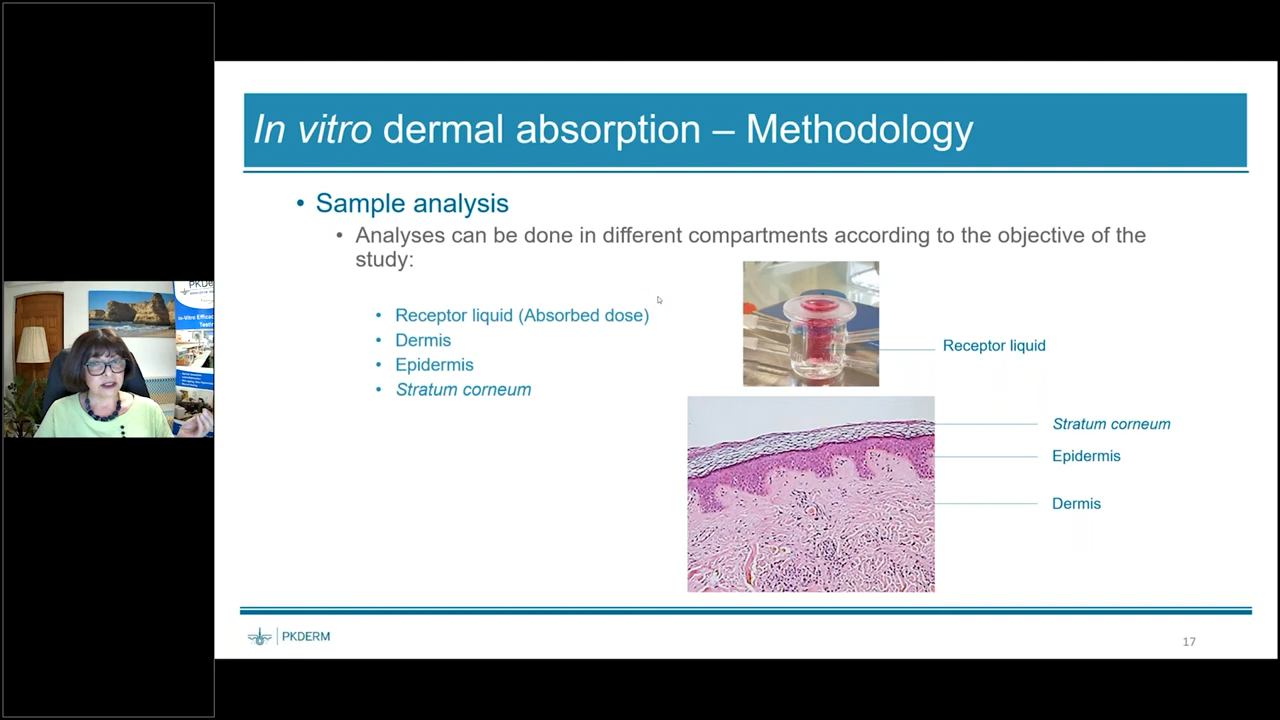 In vitro dermal absorption – Methodology
• Sample analysis
• Analyses can be done in different compartments according to the objective of the
study:
• Receptor liquid (Absorbed dose)
• Dermis
• Epidermis
• Stratum corneum
Receptor liquid
Stratum corneum
Epidermis
Dermis
PKDERM
17